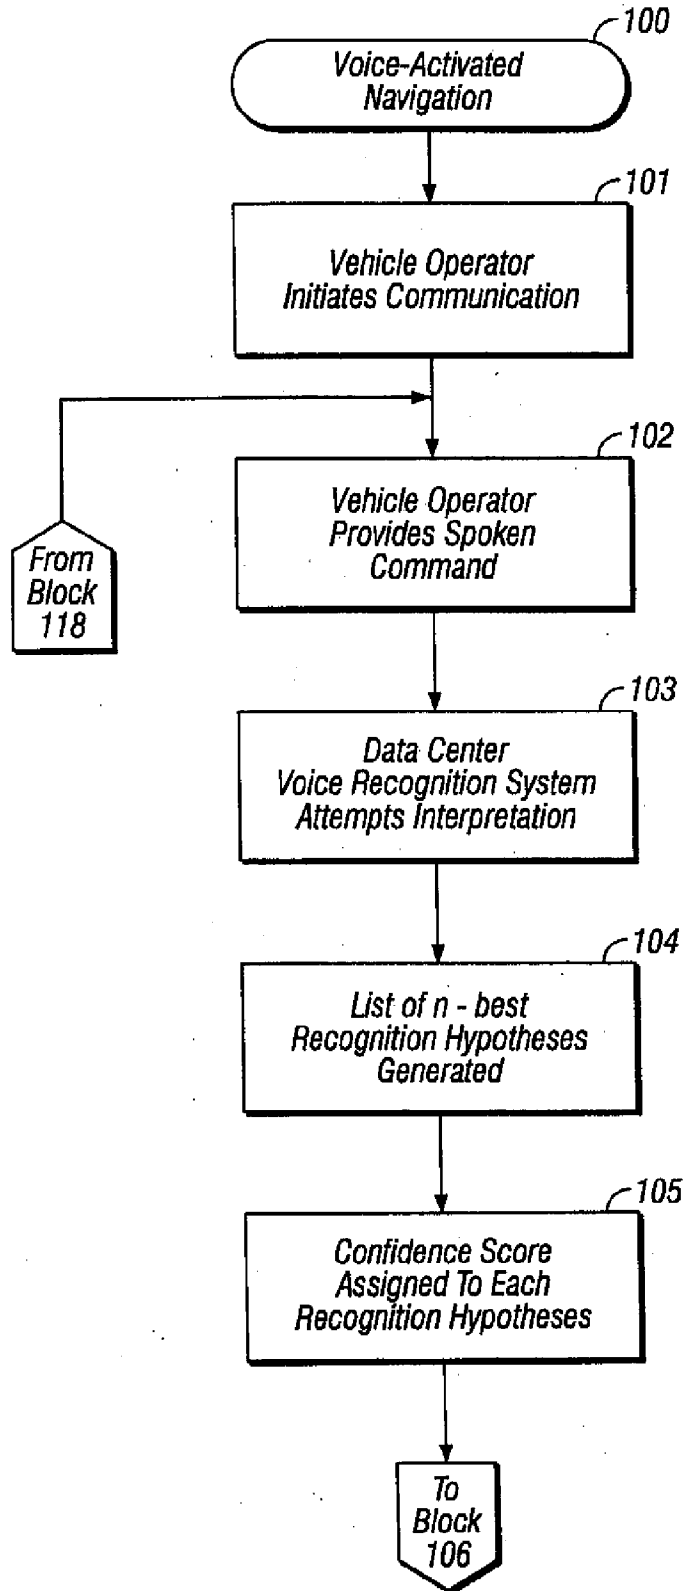 100
Voice-Activated
Navigation
101
Vehicle Operator
Initiates Communication
102
Vehicle Operator
Provides Spoken
Command
From
Block
118
103
Data Center
Voice Recognition System
Attempts Interpretation
104
List of n - best
Recognition Hypotheses
Generated
105
Confidence Score
Assigned To Each
Recognition Hypotheses
To
Block
106